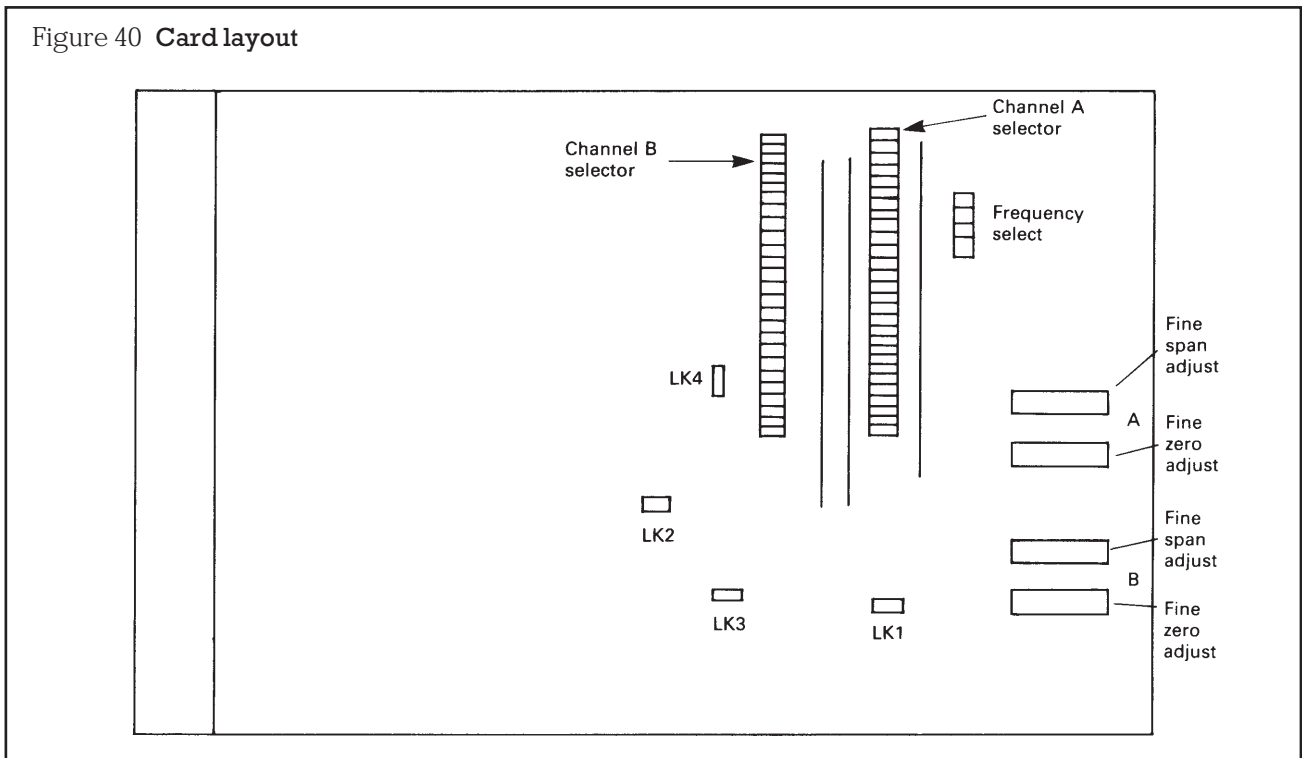 Figure 40 Card layout
Channel A
selector
Channel B
selector
Frequency
select
Fine
span
adjust
LK4
A
Fine
zero
adjust
LK2
Fine
span
adjust
B
LK3
LK1
Fine
zero
adjust